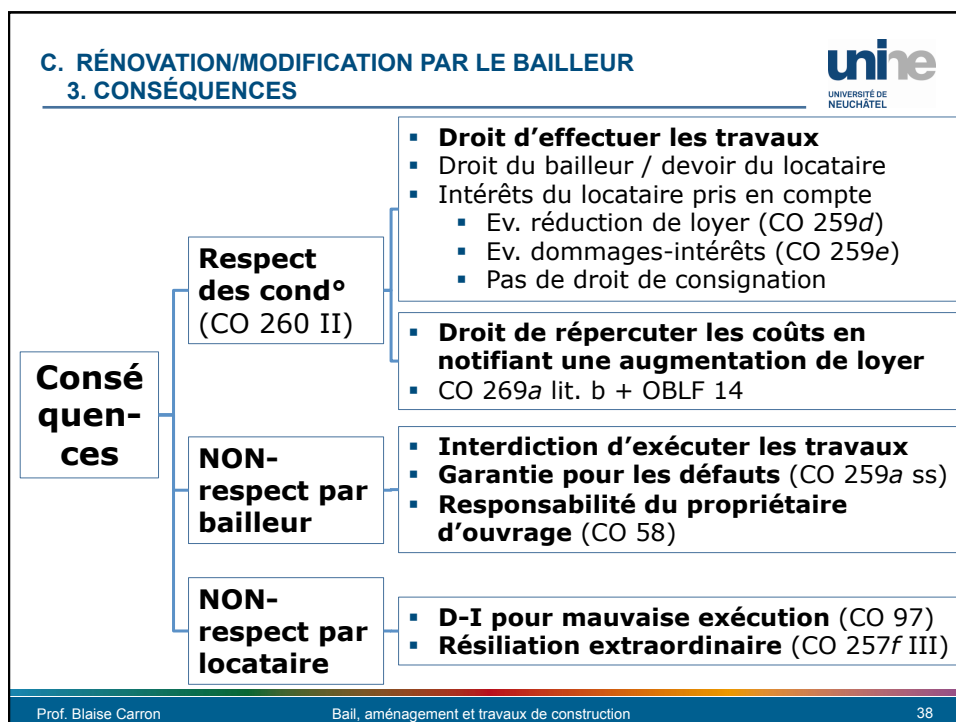 C. RÉNOVATION/MODIFICATION PAR LE BAILLEUR
3. CONSÉQUENCES
unine
UNIVERSITÉ DE
NEUCHÂTEL
Consé
quen-
ces
Respect
des cond°
(CO 260 II)
▪ Droit d’effectuer les travaux
▪ Droit du bailleur / devoir du locataire
▪ Intérêts du locataire pris en compte
▪ Ev. réduction de loyer (CO 259d)
▪ Ev. dommages-intérêts (CO 259e)
▪ Pas de droit de consignation
▪ Droit de répercuter les coûts en
notifiant une augmentation de loyer
▪ CO 269a lit. b + OBLF 14
NON-
respect par
bailleur
▪ Interdiction d’exécuter les travaux
▪ Garantie pour les défauts (CO 259a ss)
▪ Responsabilité du propriétaire
d’ouvrage (CO 58)
NON-
respect par
locataire
▪ D-I pour mauvaise exécution (CO 97)
▪ Résiliation extraordinaire (CO 257f III)
Prof. Blaise Carron Bail, aménagement et travaux de construction 38